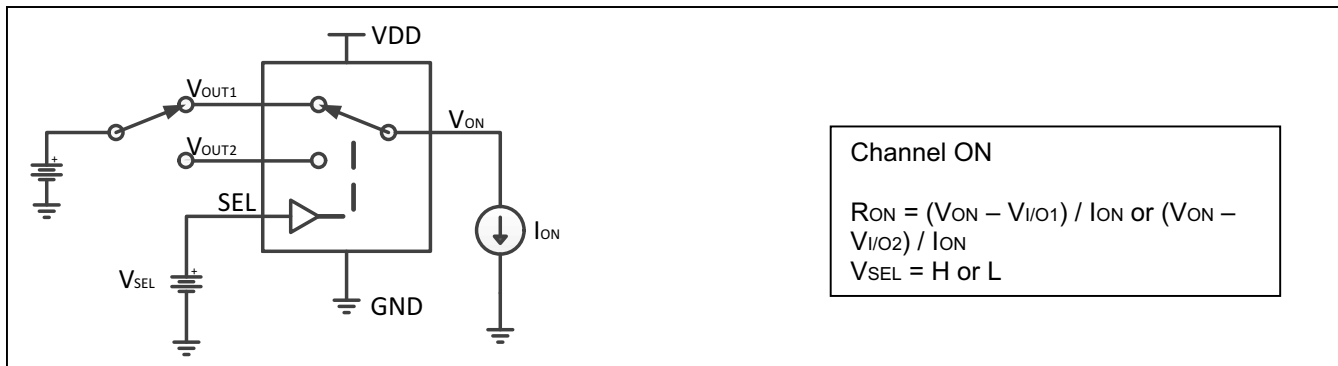 VDD
VOUT1
VON
VOUT2
SEL
ION
VSEL
GND
+
+
Channel ON
RON = (VON – VI/O1) / ION or (VON –
VI/O2) / ION
VSEL = H or L